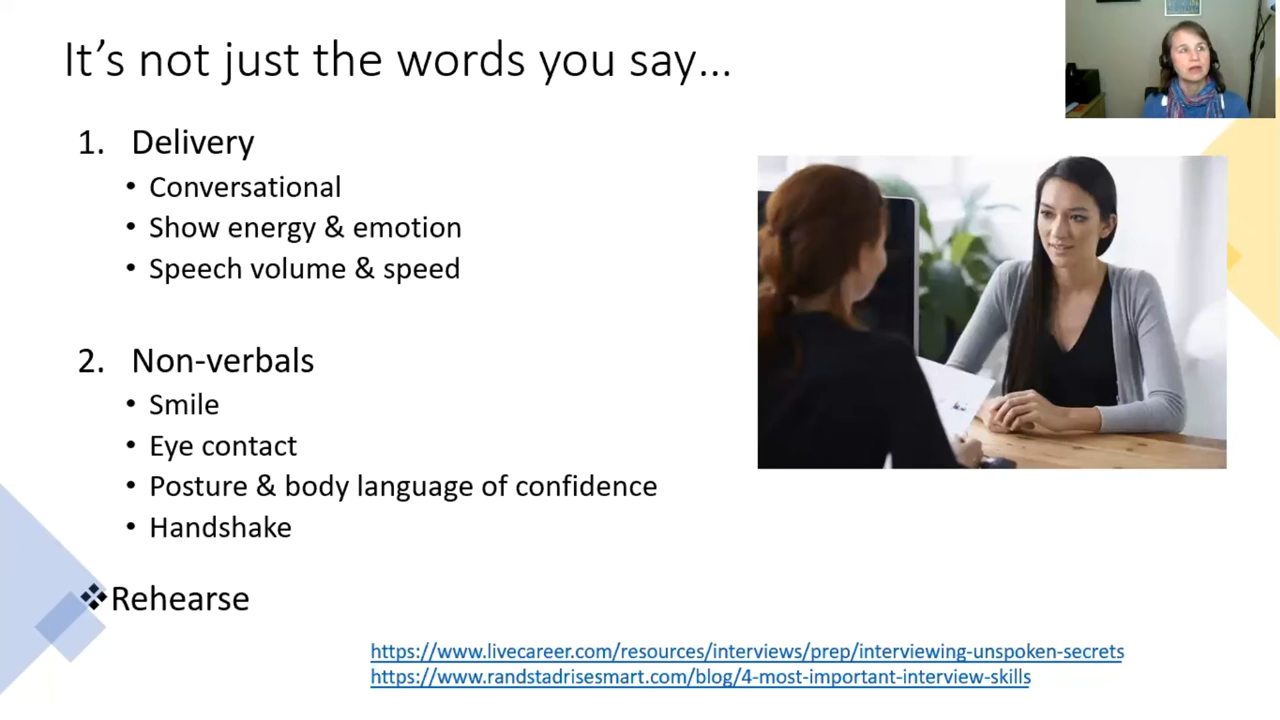 It's not just the words you say...
1. Delivery
• Conversational
• Show energy & emotion
• Speech volume & speed
2. Non-verbals
• Smile
• Eye contact
• Posture & body language of confidence
• Handshake
❖Rehearse
https://www.livecareer.com/resources/interviews/prep/interviewing-unspoken-secrets
https://www.randstadrisesmart.com/blog/4-most-important-interview-skills